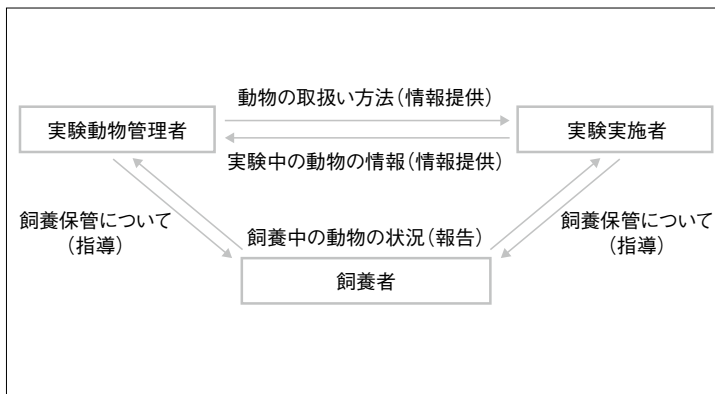 動物の取扱い方法（情報提供）
実験動物管理者
実験実施者
実験中の動物の情報（情報提供）
飼養保管について
（指導）
飼養中の動物の状況（報告）
飼養保管について
（指導）
飼養者